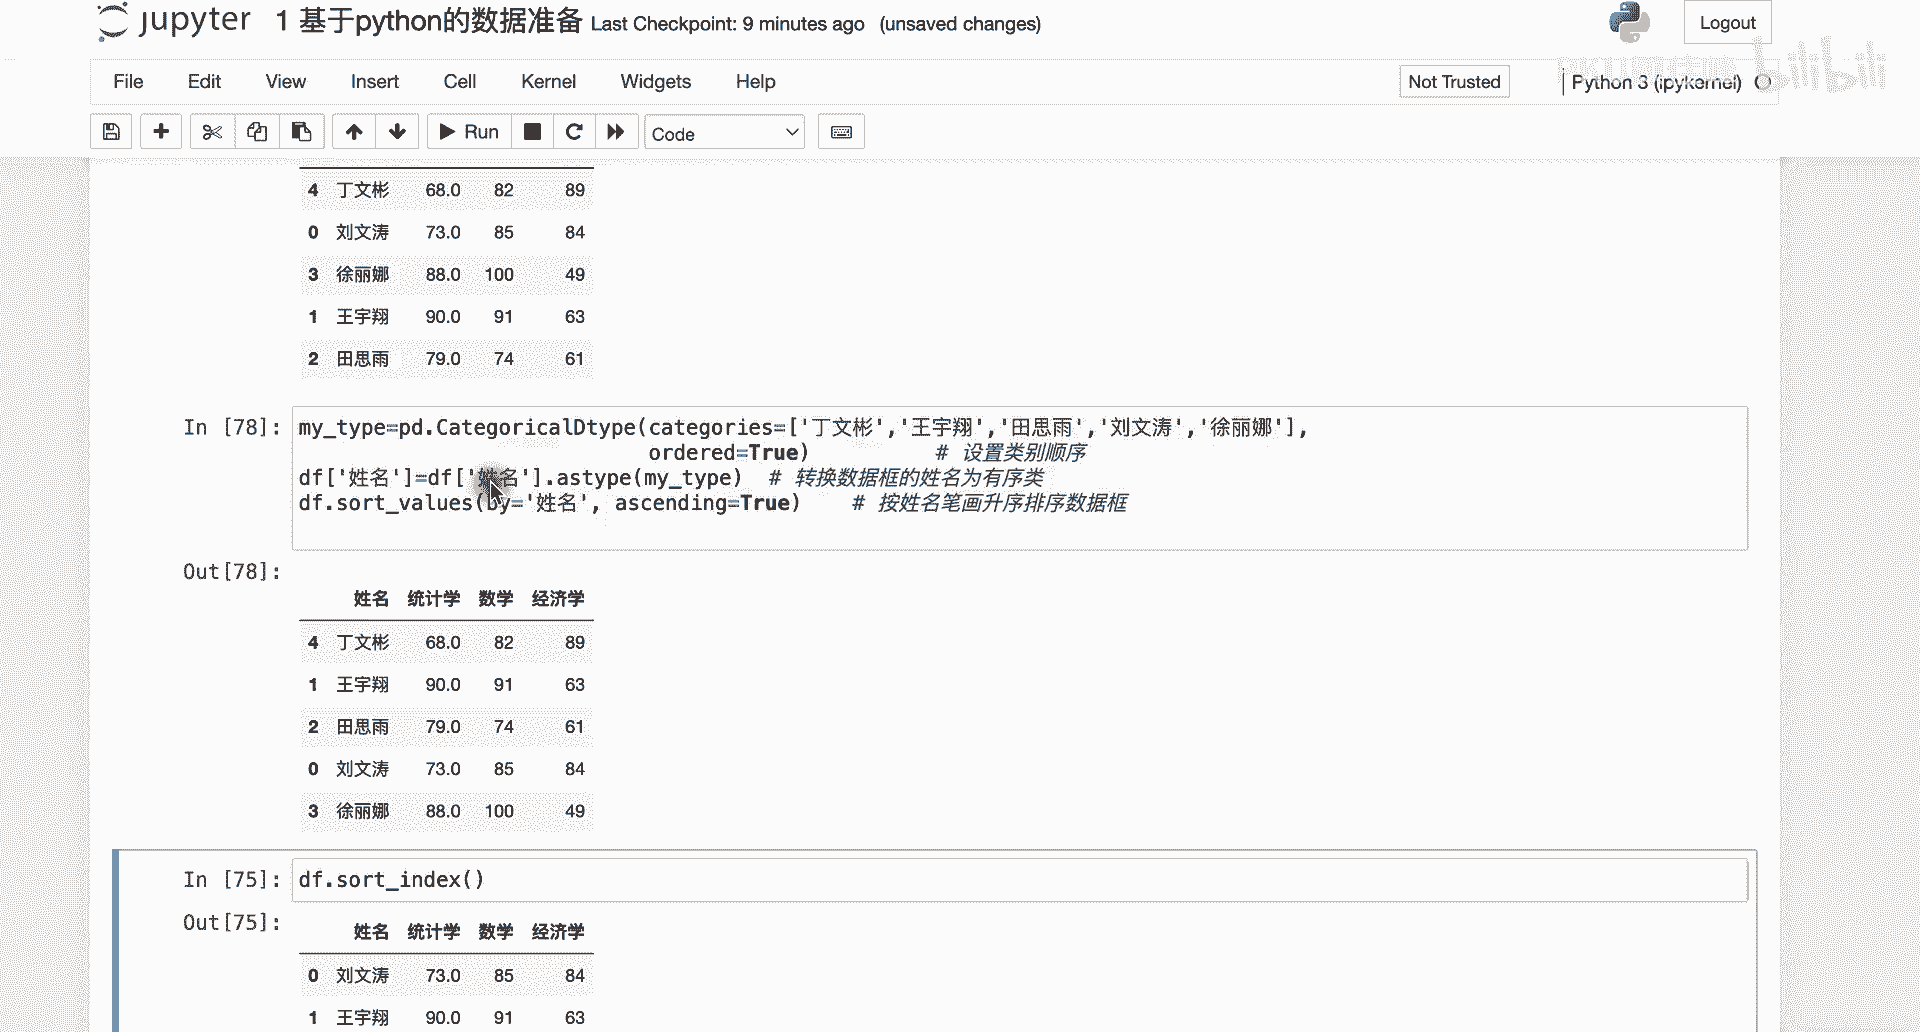 jupyter 1 基于python的数据准备 Last Checkpoint: 9 minutes ago (unsaved changes) Logout
bilibili
File Edit View Insert Cell Kernel Widgets Help Not Trusted Python 3 (ipykernel)
Run Code
4 丁文彬 68.0 82 89
0 刘文涛 73.0 85 84
3 徐丽娜 88.0 100 49
1 王宇翔 90.0 91 63
2 田思雨 79.0 74 61
In [78]: my_type=pd.CategoricalDtype(categories=['丁文彬','王宇翔','田思雨','刘文涛','徐丽娜'],
ordered=True) # 设置类别顺序
df['姓名']=df['姓名'].astype(my_type) # 转换数据框的姓名为有序类
df.sort_values(by='姓名', ascending=True) # 按姓名笔画升序排序数据框
Out[78]:
姓名 统计学 数学 经济学
4 丁文彬 68.0 82 89
1 王宇翔 90.0 91 63
2 田思雨 79.0 74 61
0 刘文涛 73.0 85 84
3 徐丽娜 88.0 100 49
In [75]: df.sort_index()
Out[75]:
姓名 统计学 数学 经济学
0 刘文涛 73.0 85 84
1 王宇翔 90.0 91 63